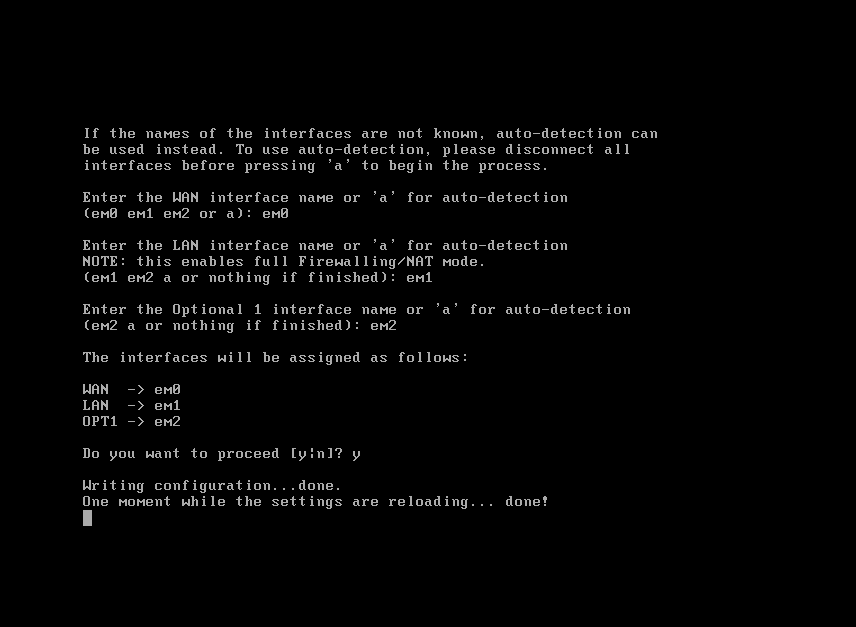 If the names of the interfaces are not known, auto-detection can
be used instead. To use auto-detection, please disconnect all
interfaces before pressing 'a' to begin the process.
Enter the WAN interface name or 'a' for auto-detection
(em0 em1 em2 or a): em0
Enter the LAN interface name or 'a' for auto-detection
NOTE: this enables full Firewalling/NAT mode.
(em1 em2 a or nothing if finished): em1
Enter the Optional 1 interface name or 'a' for auto-detection
(em2 a or nothing if finished): em2
The interfaces will be assigned as follows:
WAN  -> em0
LAN  -> em1
OPT1 -> em2
Do you want to proceed [y|n]? y
Writing configuration...done.
One moment while the settings are reloading... done!